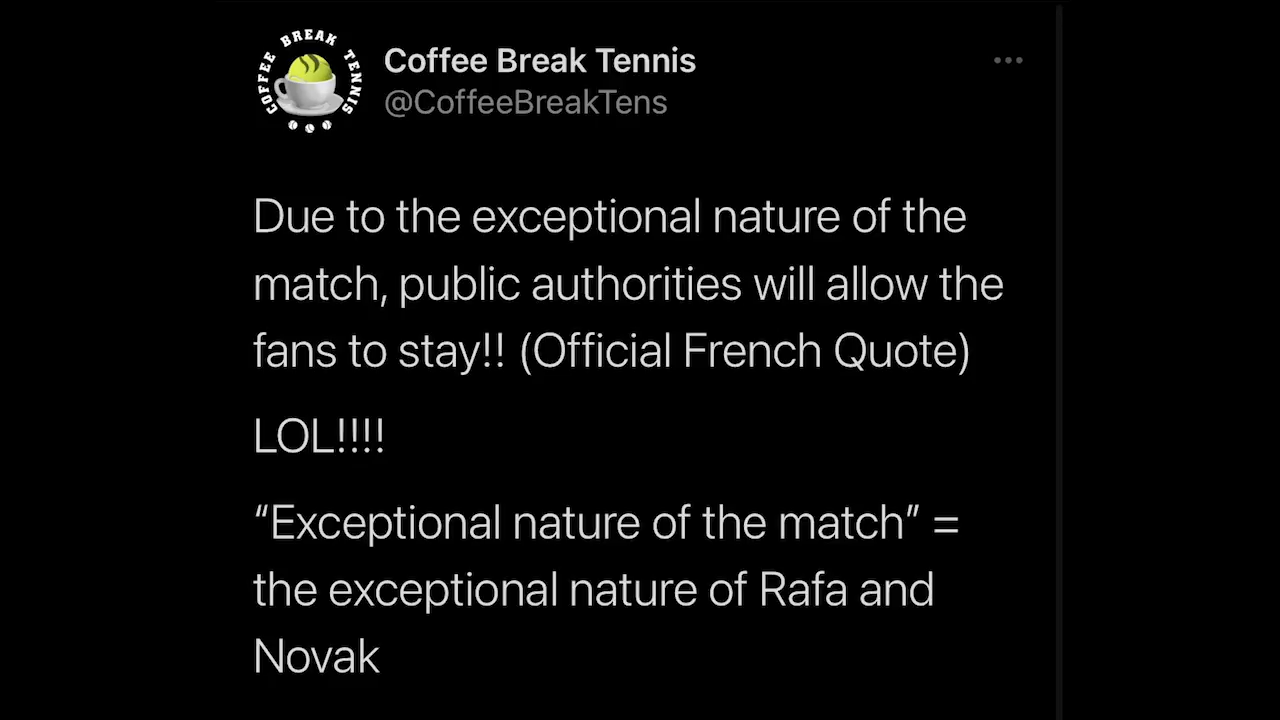 COFFEE BREAK TENNIS
Coffee Break Tennis
@CoffeeBreakTens
Due to the exceptional nature of the
match, public authorities will allow the
fans to stay!! (Official French Quote)
LOL!!!!
“Exceptional nature of the match” =
the exceptional nature of Rafa and
Novak